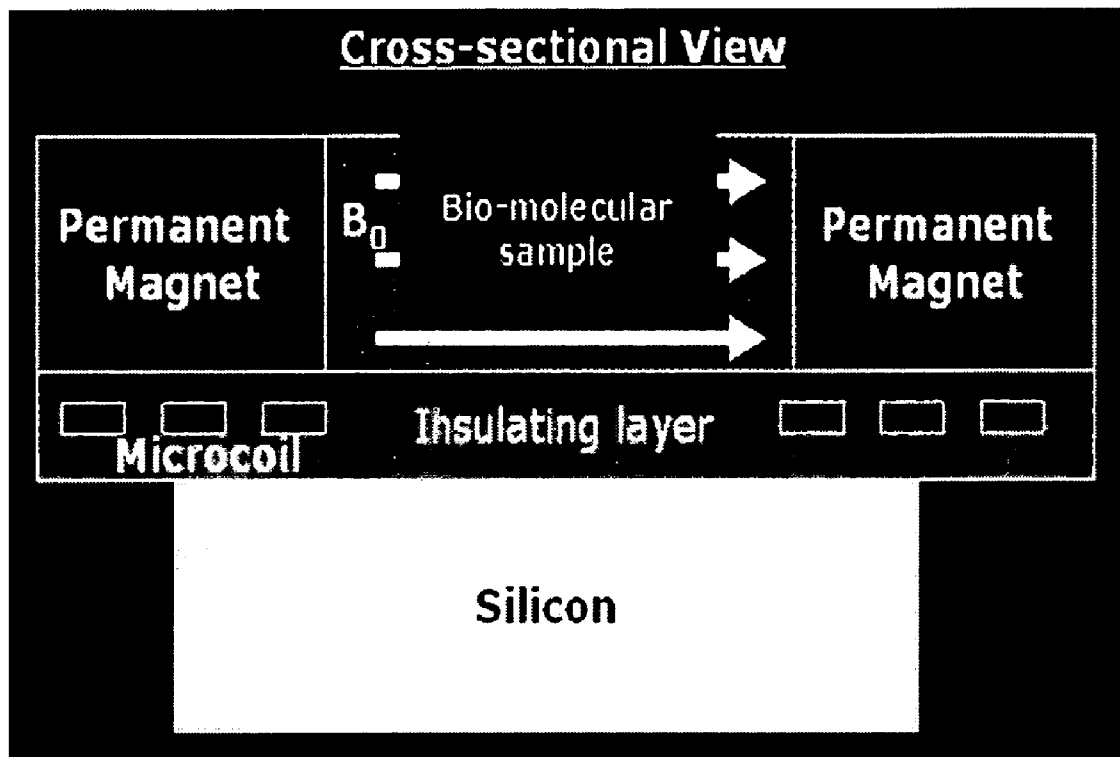 Cross-sectional View
Permanent
Magnet
B0
Bio-molecular
sample
Permanent
Magnet
Insulating layer
Microcoil
Silicon